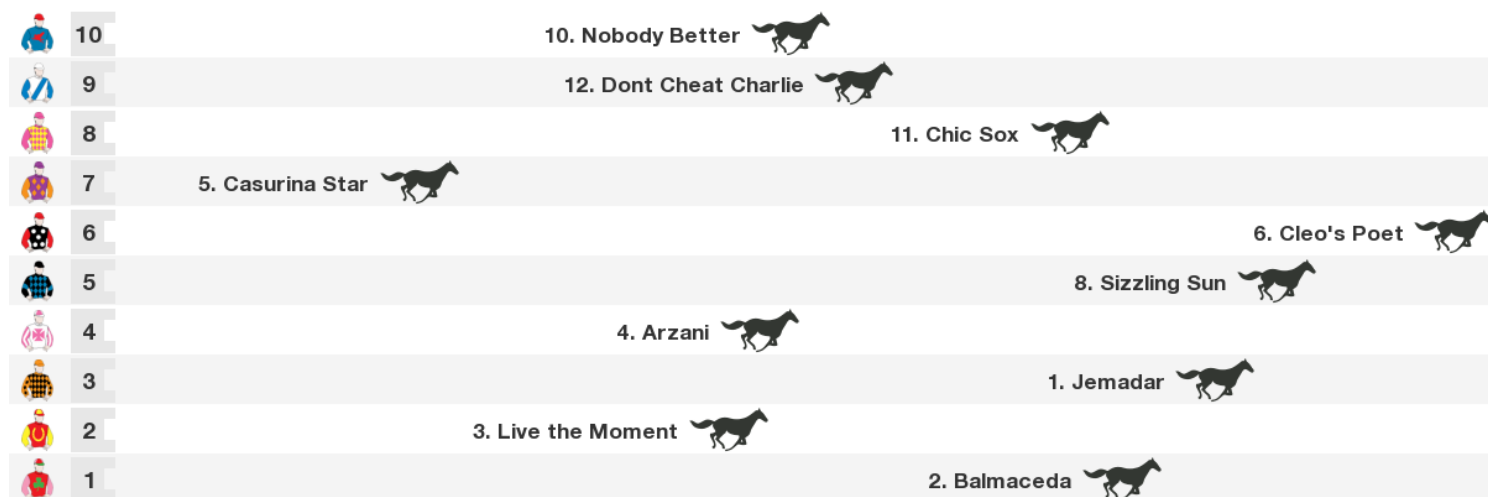 10 10. Nobody Better
9 12. Dont Cheat Charlie
8 11. Chic Sox
7 5. Casurina Star
6 6. Cleo's Poet
5 8. Sizzling Sun
4 4. Arzani
3 1. Jemadar
2 3. Live the Moment
1 2. Balmaceda